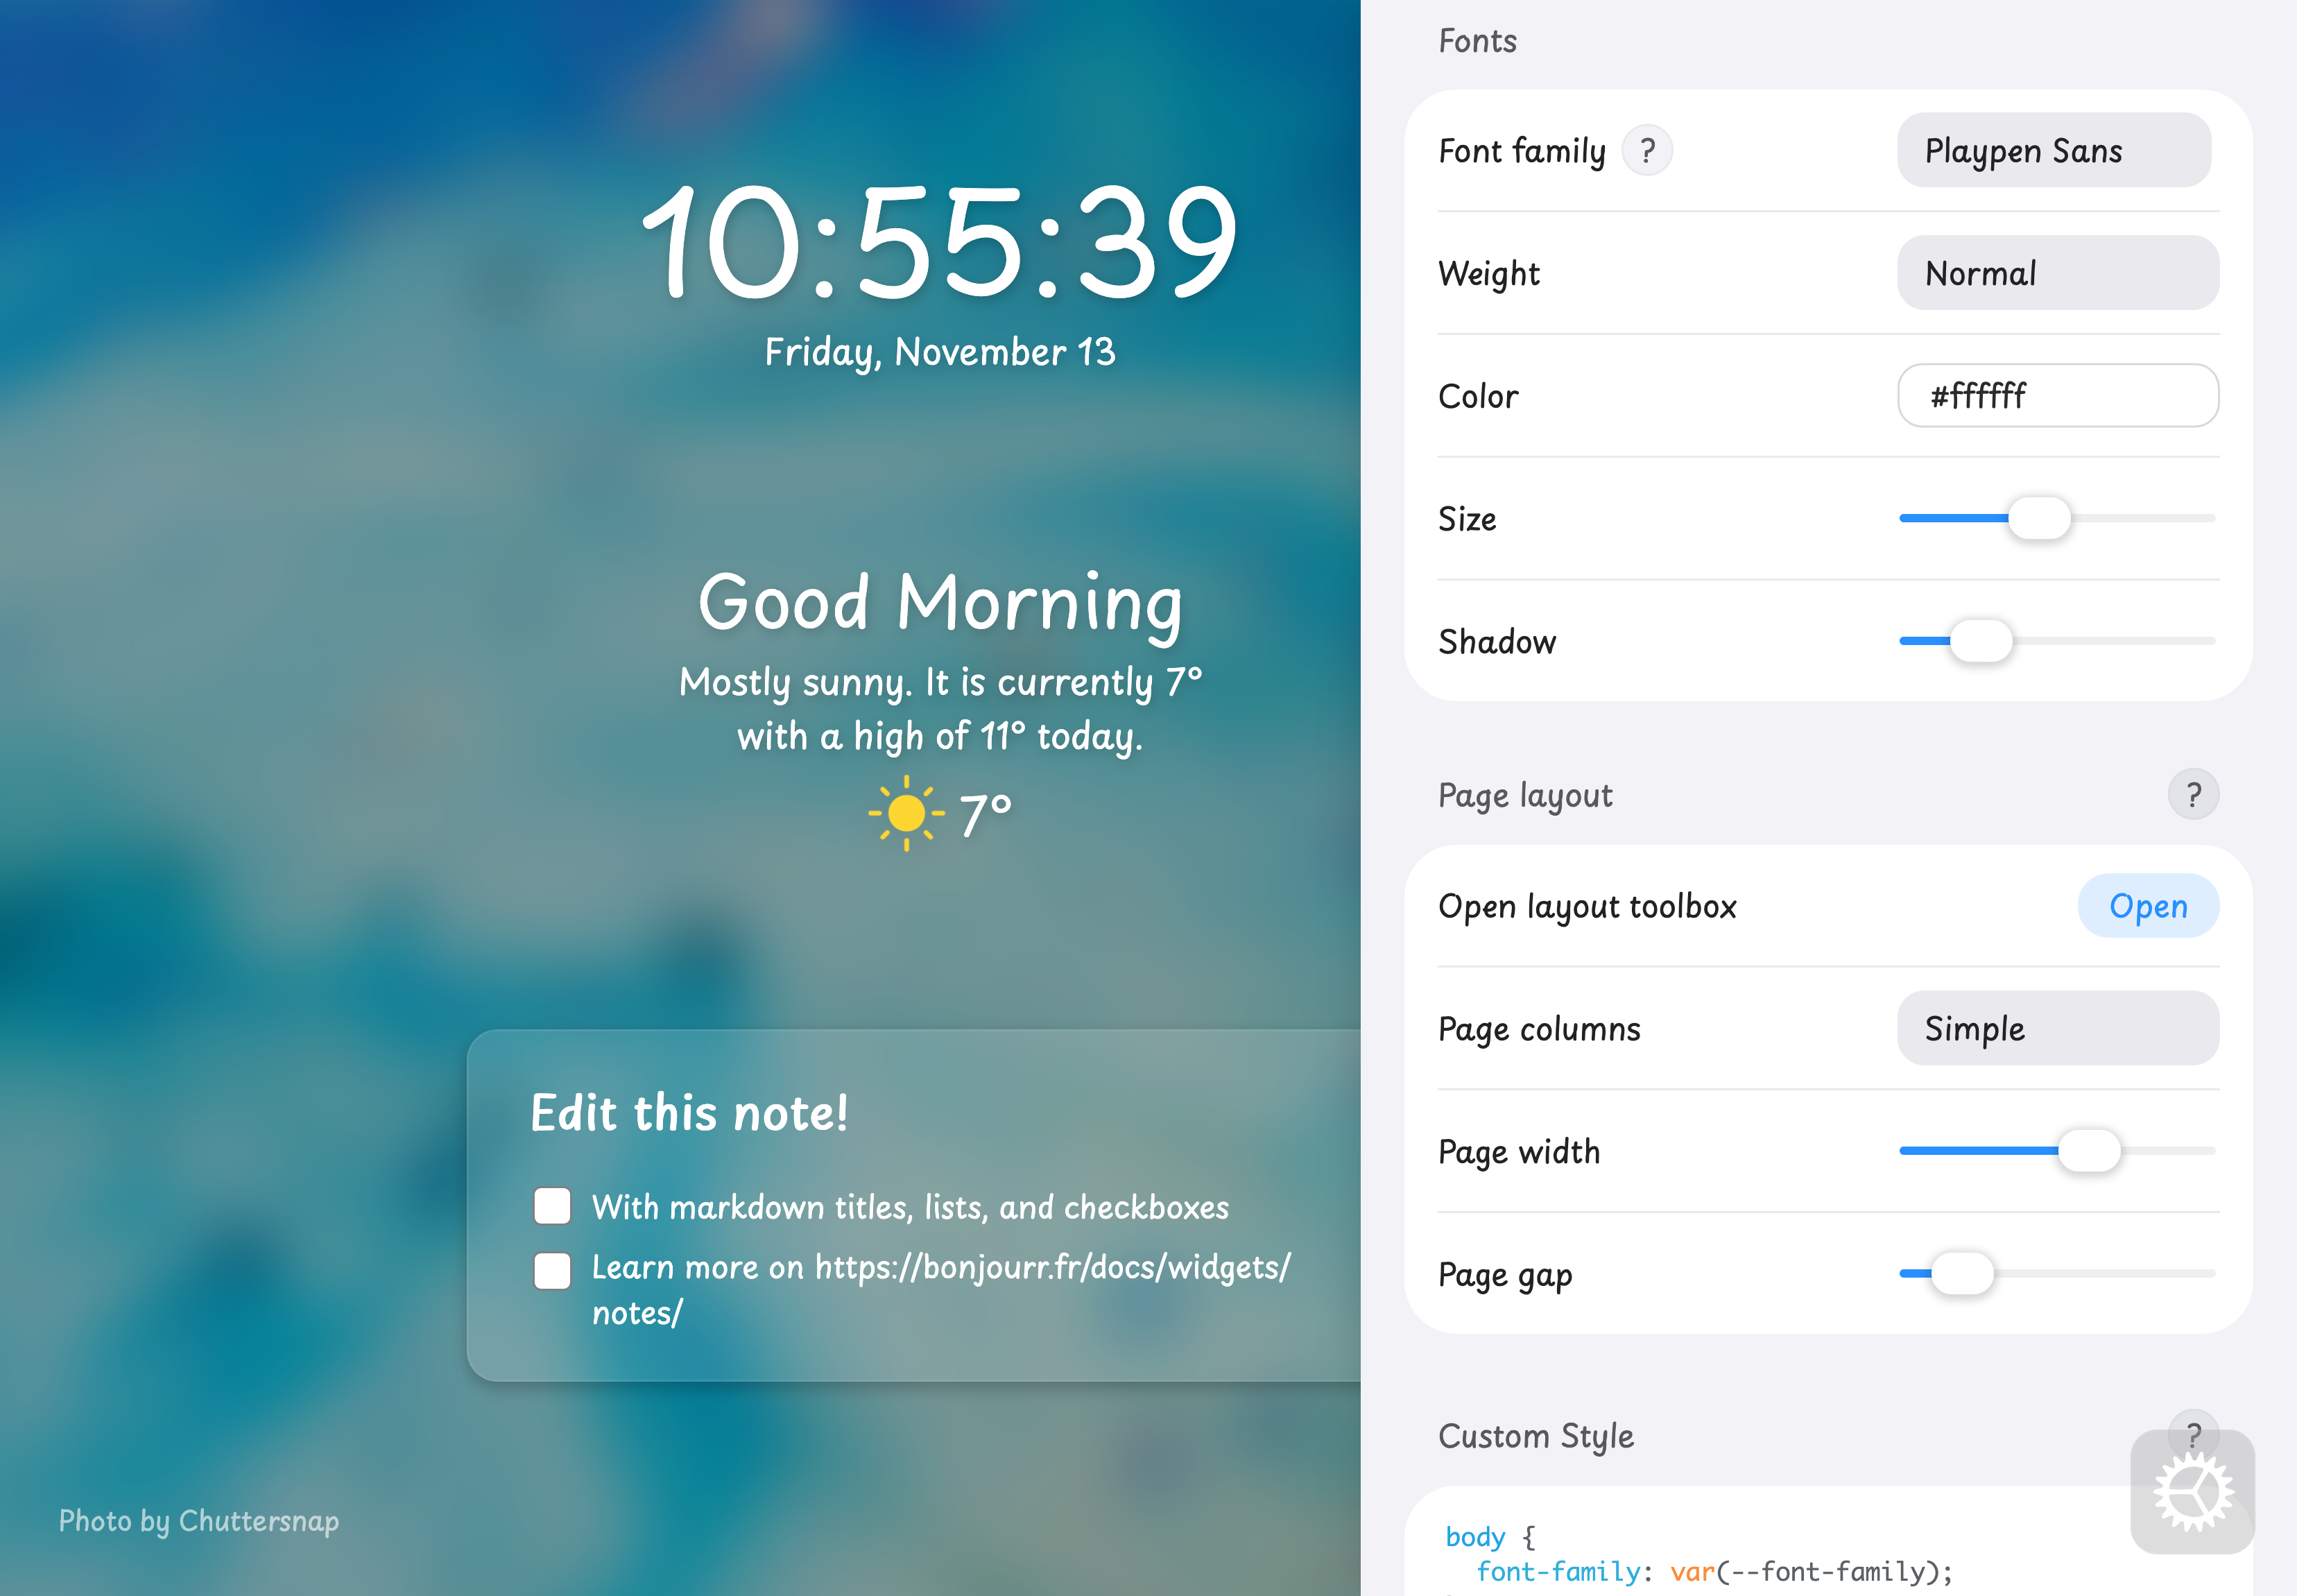 10:55:39
Friday, November 13
Good Morning
Mostly sunny. It is currently 7°
with a high of 11° today.
7°
Edit this note!
With markdown titles, lists, and checkboxes
Learn more on https://bonjourr.fr/docs/widgets/
notes/
Photo by Chuttersnap
Fonts
Font family ? Playpen Sans
Weight Normal
Color #ffffff
Size
Shadow
Page layout ?
Open layout toolbox Open
Page columns Simple
Page width
Page gap
Custom Style ?
body {
font-family: var(--font-family);